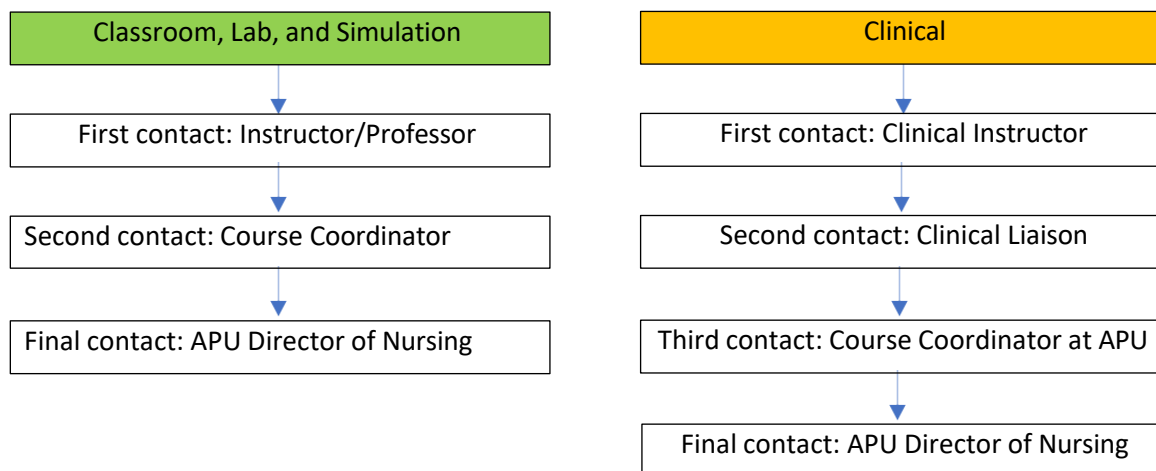 Classroom, Lab, and Simulation
First contact: Instructor/Professor
Second contact: Course Coordinator
Final contact: APU Director of Nursing
Clinical
First contact: Clinical Instructor
Second contact: Clinical Liaison
Third contact: Course Coordinator at APU
Final contact: APU Director of Nursing